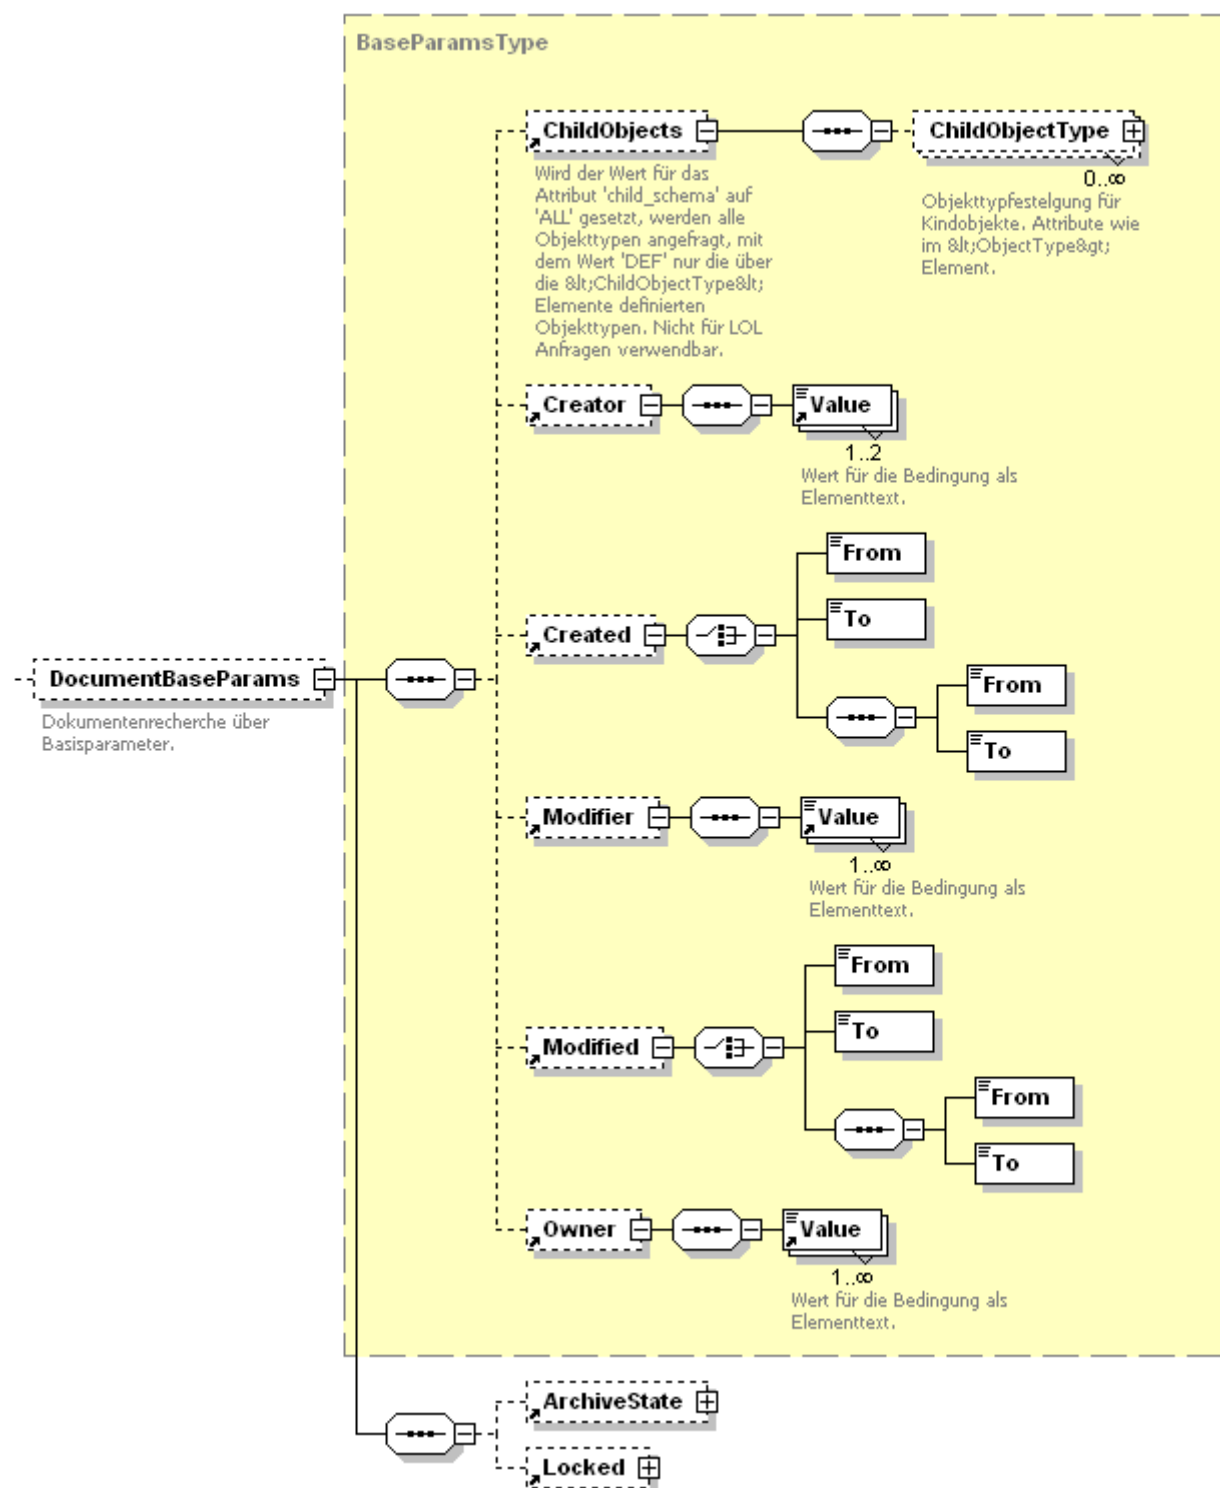 BaseParamsType
ChildObjects
Wird der Wert für das
Attribut 'child_schema' auf
'ALL' gesetzt, werden alle
Objekttypen angefragt, mit
dem Wert 'DEF' nur die über
die &lt;ChildObjectType&lt;
Elemente definierten
Objekttypen. Nicht für LOL
Anfragen verwendbar.
ChildObjectType
0..∞
Objekttypfestelgung für
Kindobjekte. Attribute wie
im &lt;ObjectType&gt;
Element.
Creator
Value
1..2
Wert für die Bedingung als
Elementtext.
Created
From
To
From
To
DocumentBaseParams
Dokumentenrecherche über
Basisparameter.
Modifier
Value
1..∞
Wert für die Bedingung als
Elementtext.
Modified
From
To
From
To
Owner
Value
1..∞
Wert für die Bedingung als
Elementtext.
ArchiveState
Locked